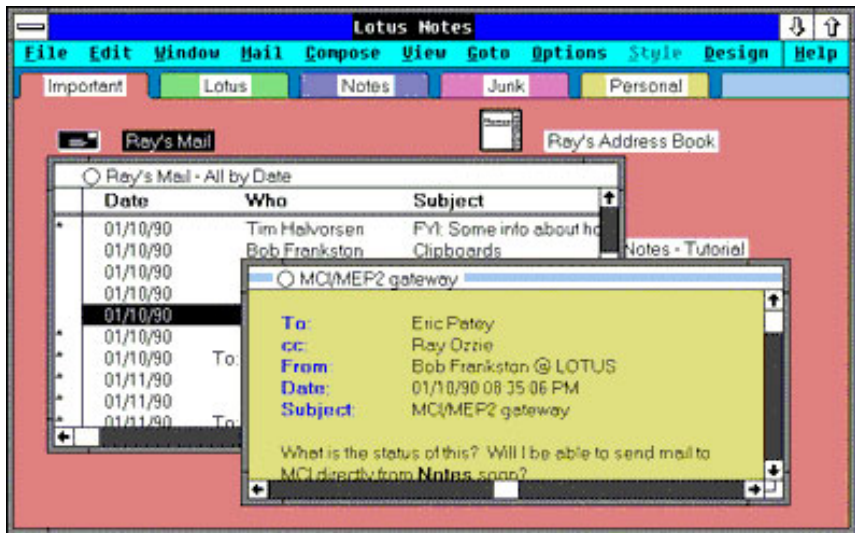 Lotus Notes
File Edit Window Mail Compose View Goto Options Style Design Help
Important Lotus Notes Junk Personal
Ray's Mail Ray's Address Book
Ray's Mail - All by Date
Date Who Subject
* 01/10/90 Tim Halvorsen FYI: Some info about ho
01/10/90 Bob Frankston Clipboards
Notes - Tutorial
01/10/90
01/10/90
01/10/90
* 01/10/90
* 01/10/90 To:
* 01/11/90
* 01/11/90
* 01/11/90 To:
MCI/MEP2 gateway
To: Eric Patey
cc: Ray Ozzie
From: Bob Frankston @ LOTUS
Date: 01/10/90 08:35:06 PM
Subject: MCI/MEP2 gateway
What is the status of this? Will I be able to send mail to
MCI directly from Notes soon?